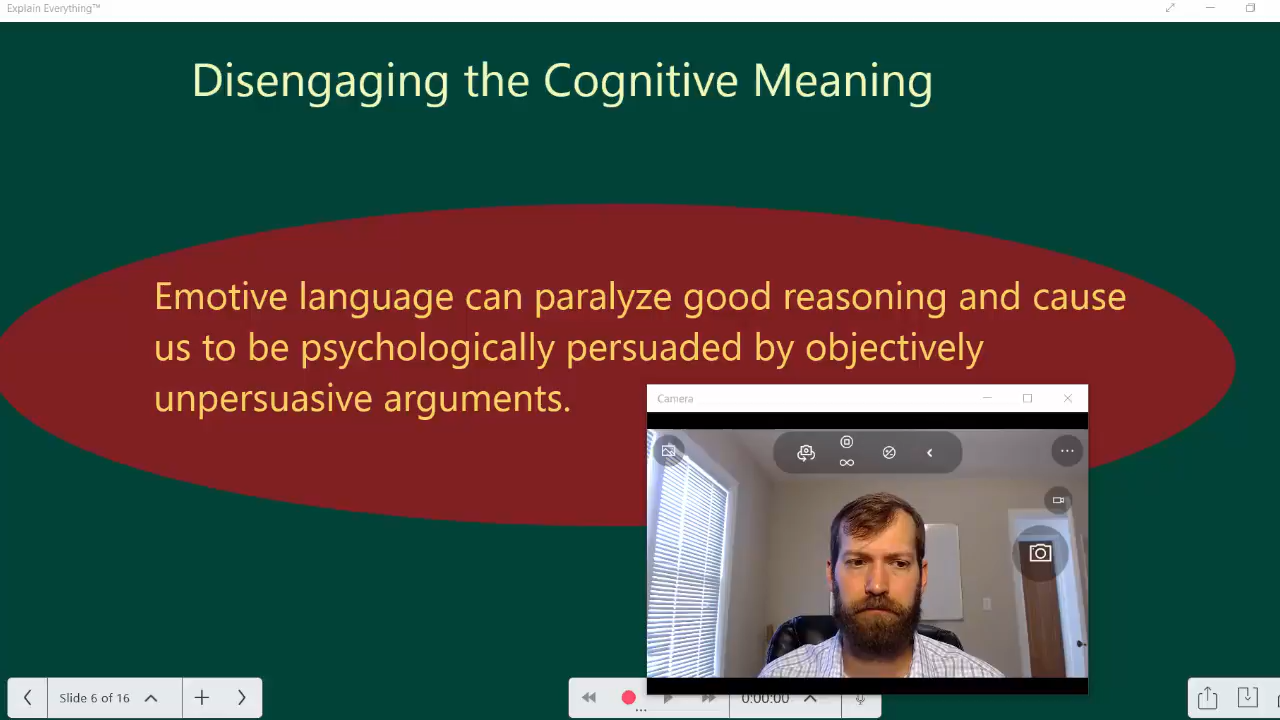 Explain Everything™
Disengaging the Cognitive Meaning
Emotive language can paralyze good reasoning and cause
us to be psychologically persuaded by objectively
unpersuasive arguments.
Camera
Slide 6 of 16
0:00:00